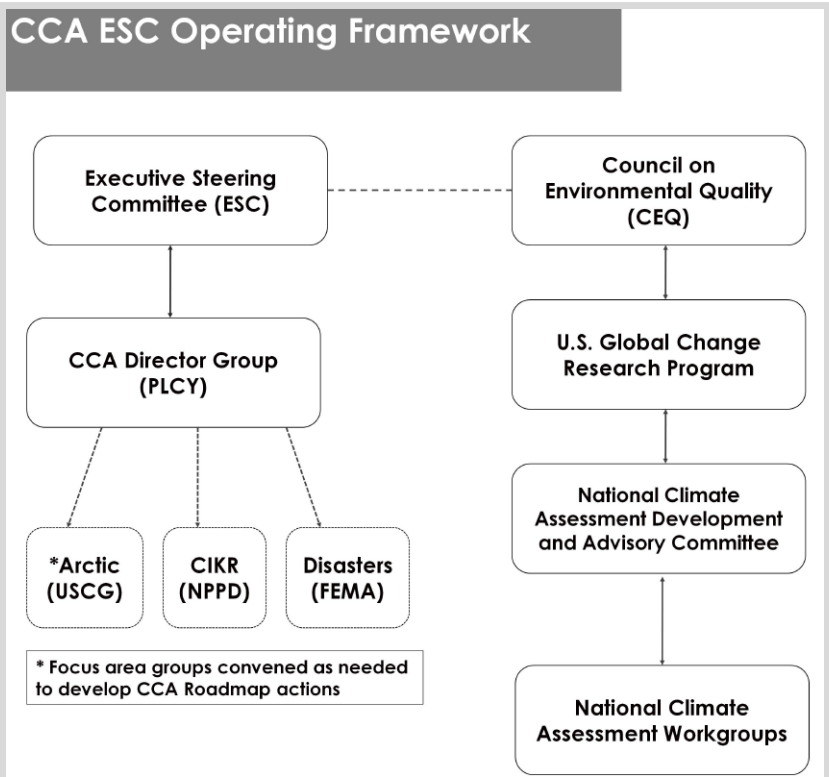 CCA ESC Operating Framework
Executive Steering
Committee (ESC)
Council on
Environmental Quality
(CEQ)
CCA Director Group
(PLCY)
U.S. Global Change
Research Program
National Climate
Assessment Development
and Advisory Committee
*Arctic
(USCG)
CIKR
(NPPD)
Disasters
(FEMA)
* Focus area groups convened as needed
to develop CCA Roadmap actions
National Climate
Assessment Workgroups